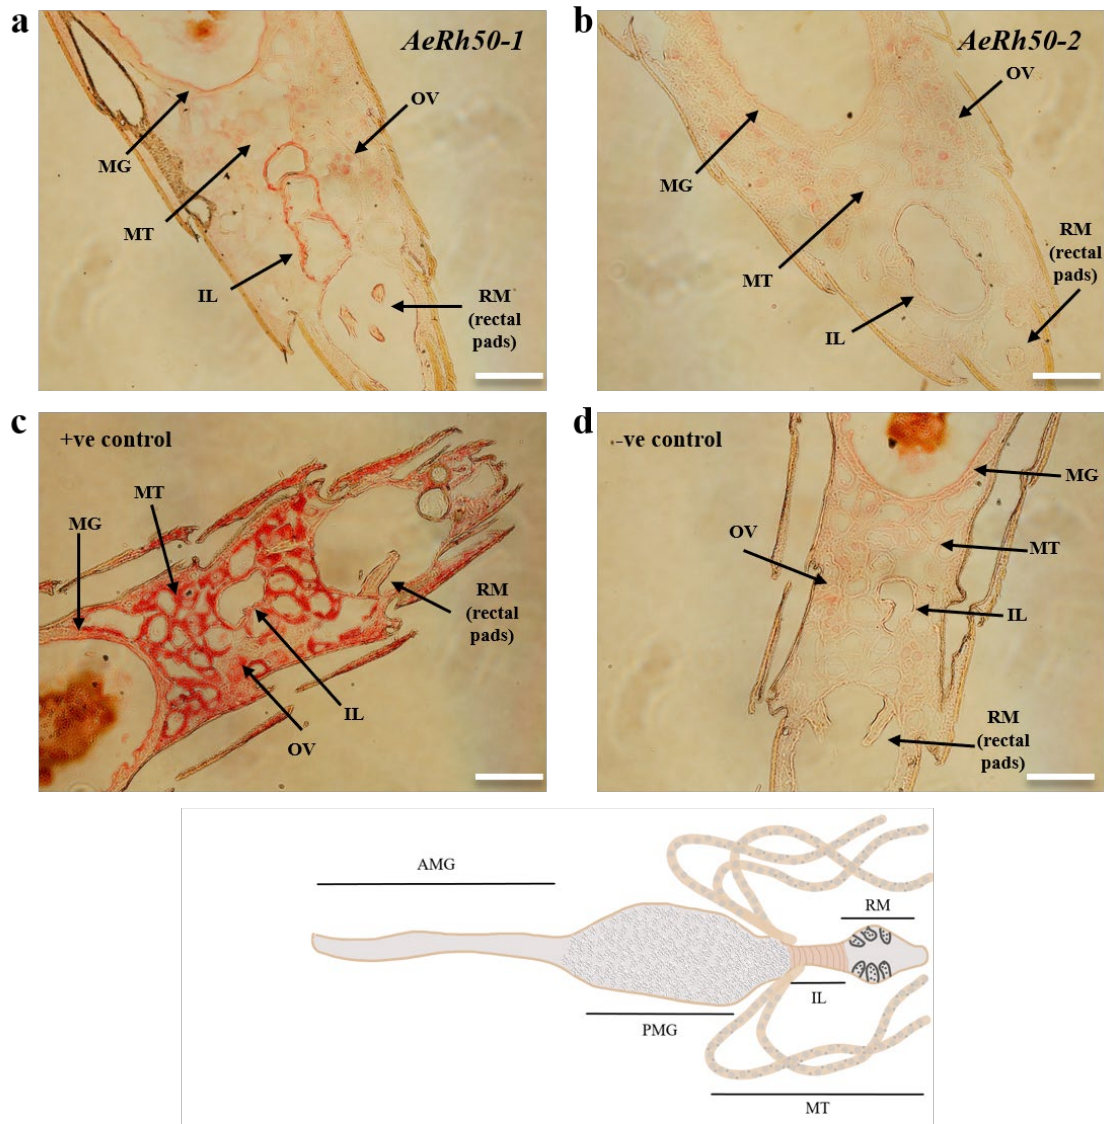 a
AeRh50-1
OV
MG
MT
IL
RM
(rectal
pads)
b
AeRh50-2
OV
MG
RM
(rectal
pads)
MT
IL
c
+ve control
MT
MG
RM
(rectal
pads)
IL
OV
d
-ve control
MG
OV
MT
IL
RM
(rectal
pads)
AMG
RM
IL
PMG
MT